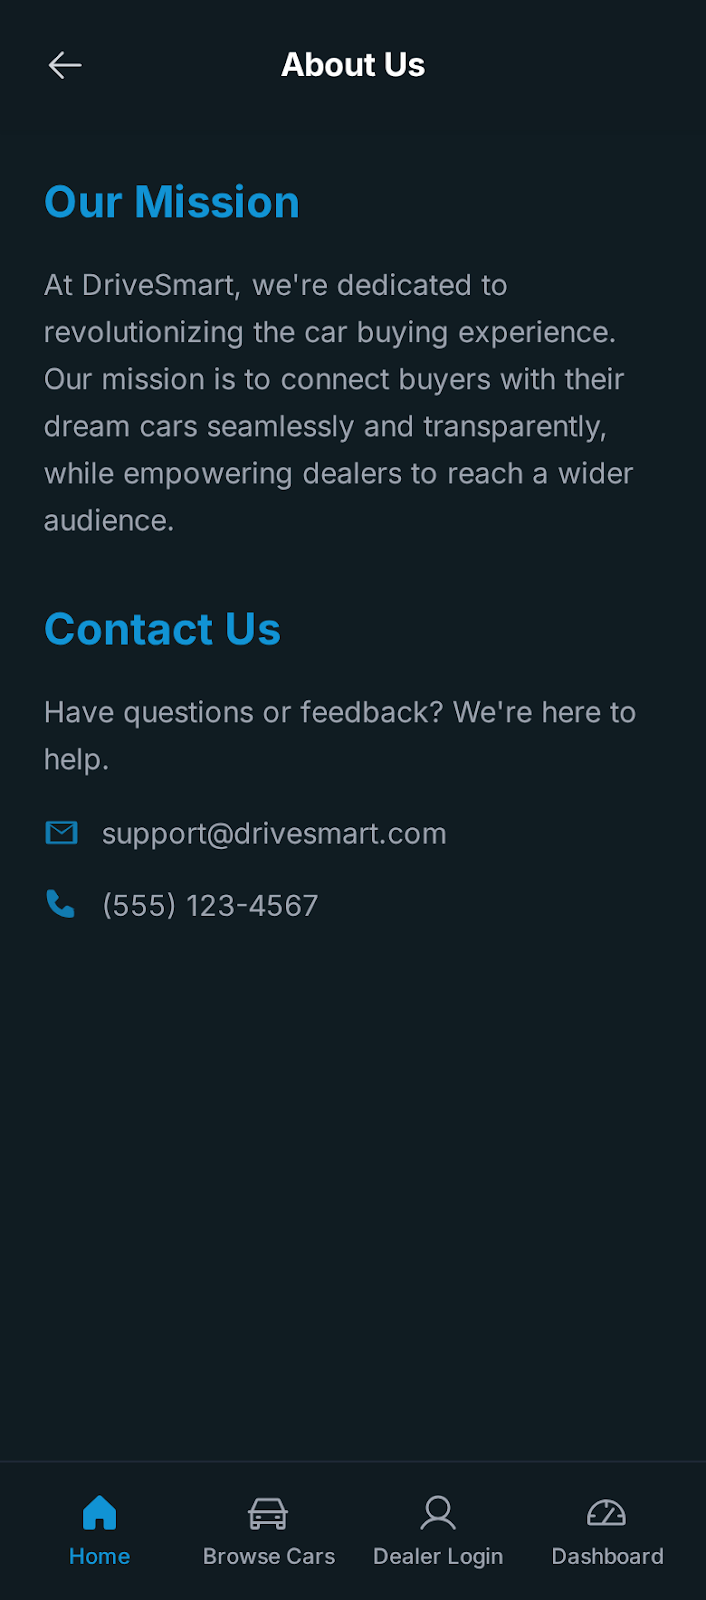 About Us
Our Mission
At DriveSmart, we're dedicated to
revolutionizing the car buying experience.
Our mission is to connect buyers with their
dream cars seamlessly and transparently,
while empowering dealers to reach a wider
audience.
Contact Us
Have questions or feedback? We're here to
help.
support@drivesmart.com
(555) 123-4567
Home
Browse Cars
Dealer Login
Dashboard